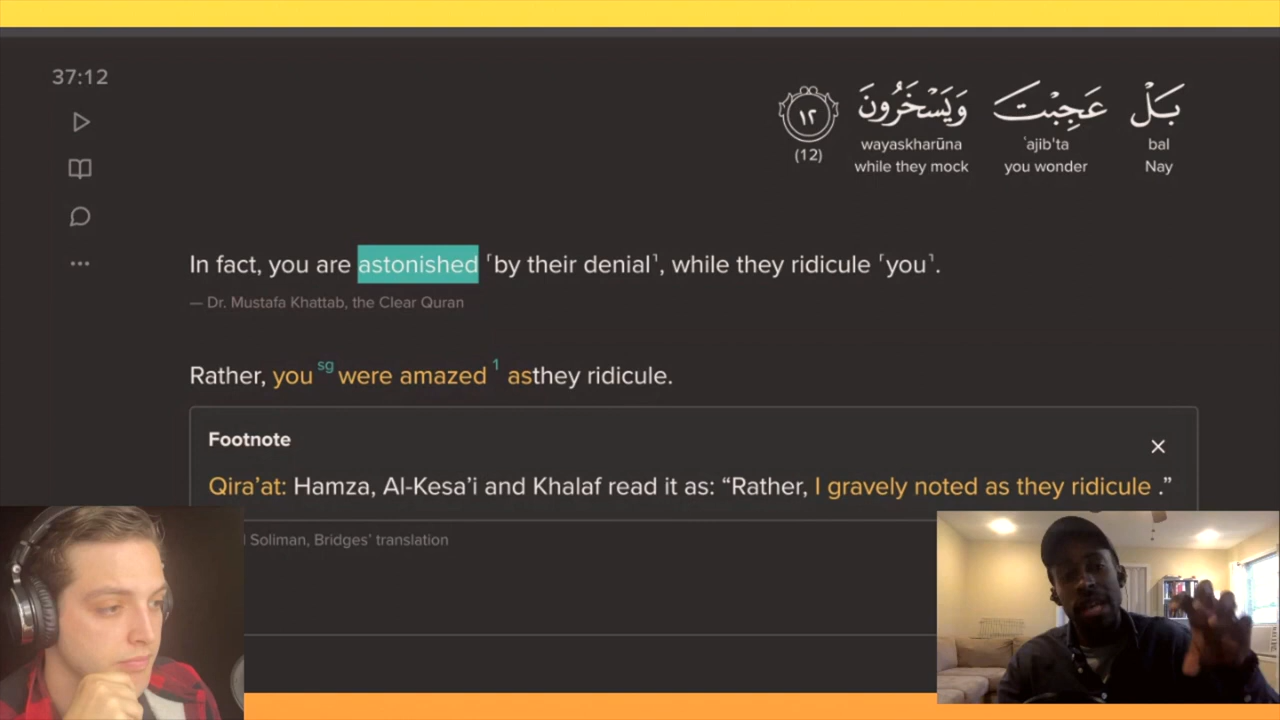 37:12
بَلْ عَجِبْتَ وَيَسْخَرُونَ ١٢
wayaskharūna ʿajib'ta bal
(12) while they mock you wonder Nay
In fact, you are astonished ⸢by their denial⸣, while they ridicule ⸢you⸣.
— Dr. Mustafa Khattab, the Clear Quran
Rather, you sg were amazed 1 asthey ridicule.
Footnote
Qira’at: Hamza, Al-Kesa’i and Khalaf read it as: “Rather, I gravely noted as they ridicule .”
Soliman, Bridges’ translation